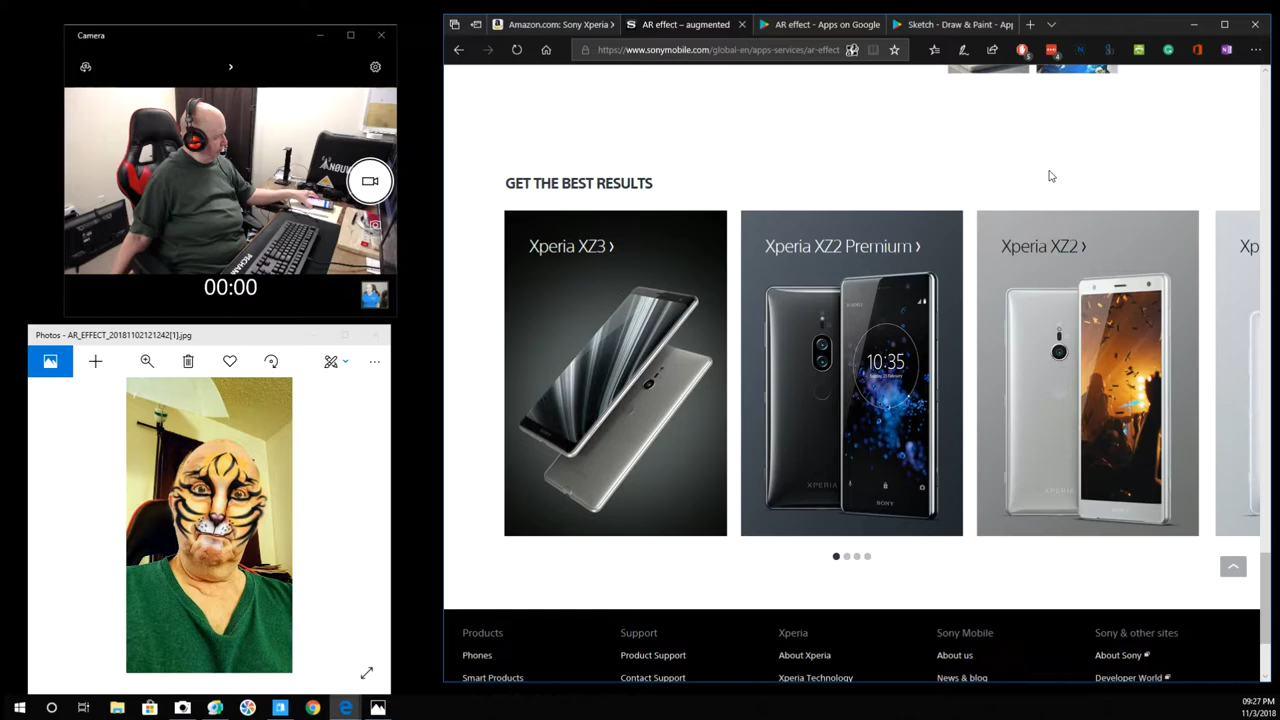 Camera
00:00
Photos - AR_EFFECT_20181102121242[1].jpg
Amazon.com: Sony Xperia
AR effect – augmented
AR effect - Apps on Google
Sketch - Draw & Paint - Ap
https://www.sonymobile.com/global-en/apps-services/ar-effect
5
4
GET THE BEST RESULTS
Xperia XZ3 ›
Xperia XZ2 Premium ›
Xperia XZ2 ›
Xp
10:35
XPERIA
SONY
XPERIA
Products
Support
Xperia
Sony Mobile
Sony & other sites
Phones
Product Support
About Xperia
About us
About Sony
Smart Products
Contact Support
Xperia Technology
News & blog
Developer World
09:27 PM
11/3/2018